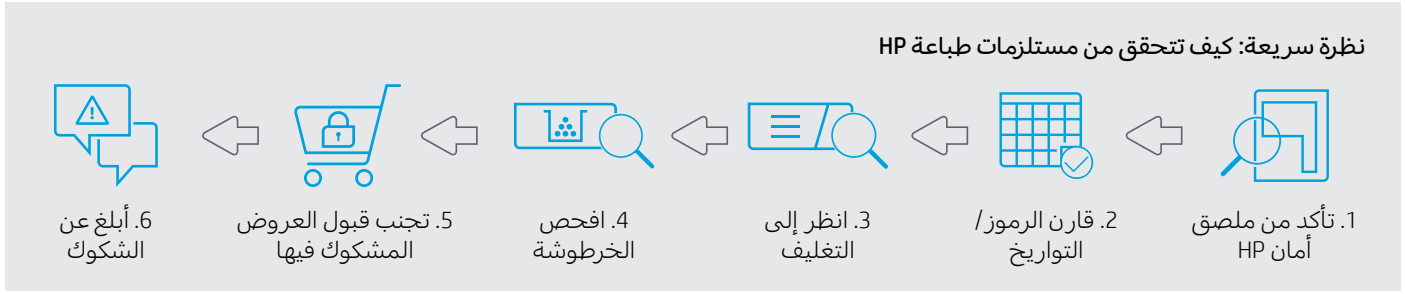 نظرة سريعة: كيف تتحقق من مستلزمات طباعة HP
1. تأكد من ملصق
أمان HP
2. قارن الرموز/
التواريخ
3. انظر إلى
التغليف
4. افحص
الخرطوشة
5. تجنب قبول العروض
المشكوك فيها
6. أبلغ عن
الشكوك